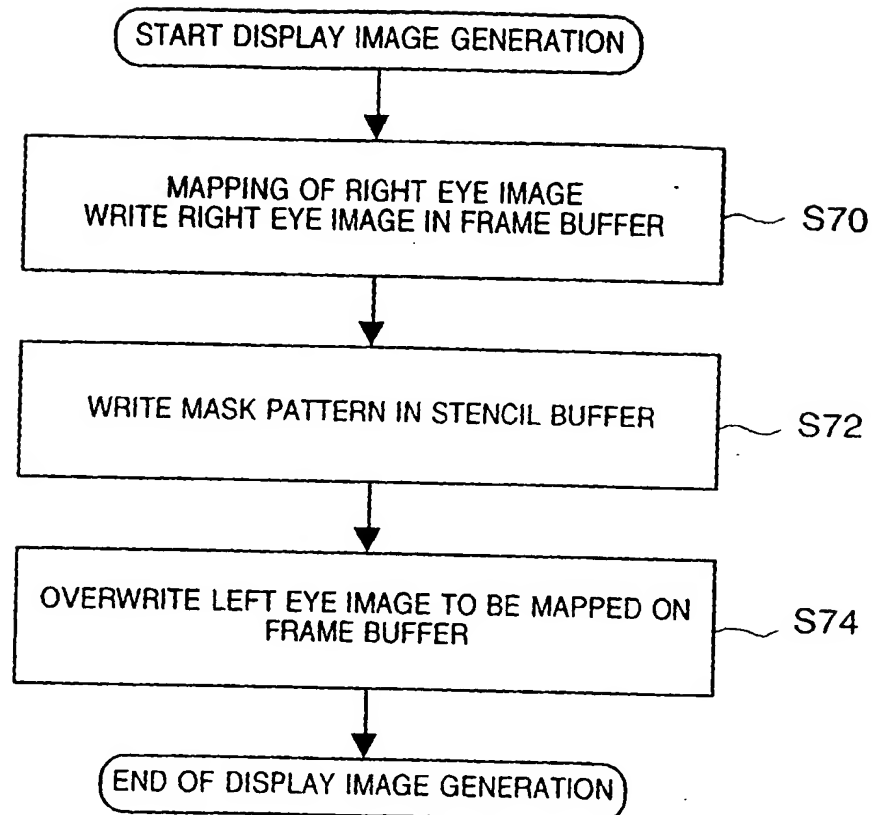 START DISPLAY IMAGE GENERATION
MAPPING OF RIGHT EYE IMAGE
WRITE RIGHT EYE IMAGE IN FRAME BUFFER
S70
WRITE MASK PATTERN IN STENCIL BUFFER
S72
OVERWRITE LEFT EYE IMAGE TO BE MAPPED ON
FRAME BUFFER
S74
END OF DISPLAY IMAGE GENERATION